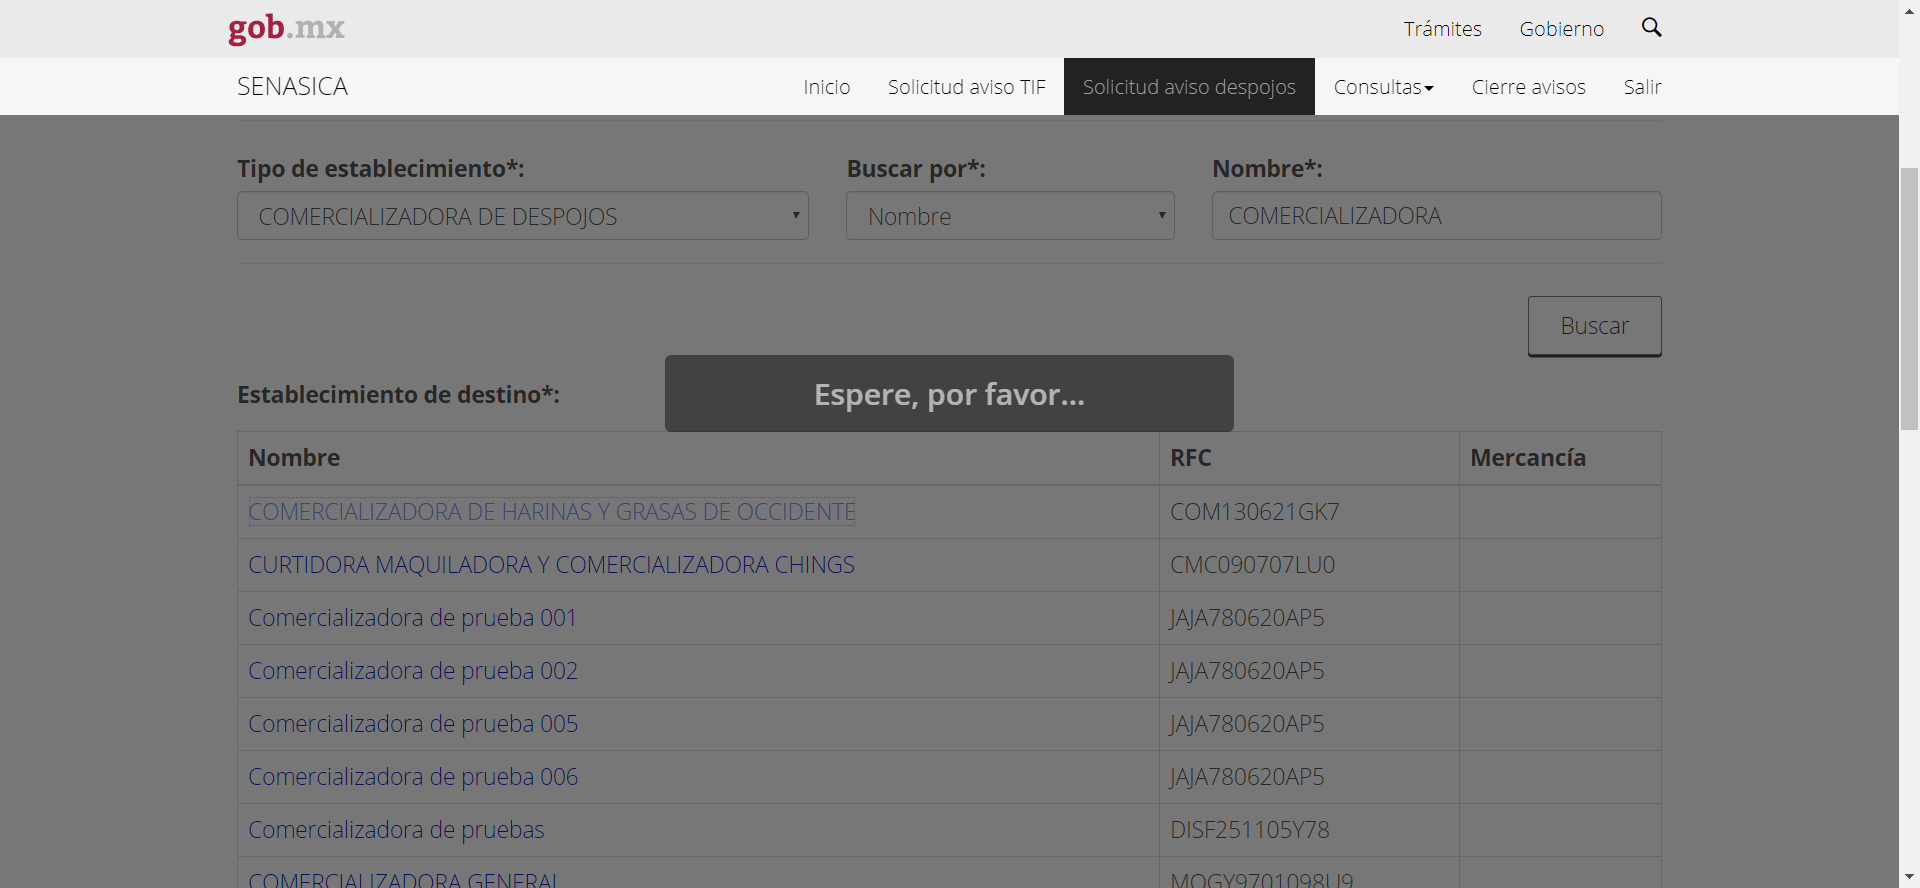 gob.mx
Trámites Gobierno
SENASICA Inicio Solicitud aviso TIF Solicitud aviso despojos Consultas Cierre avisos Salir
Tipo de establecimiento*: Buscar por*: Nombre*:
COMERCIALIZADORA DE DESPOJOS Nombre COMERCIALIZADORA
Buscar
Establecimiento de destino*: Espere, por favor...
Nombre RFC Mercancía
COMERCIALIZADORA DE HARINAS Y GRASAS DE OCCIDENTE COM130621GK7
CURTIDORA MAQUILADORA Y COMERCIALIZADORA CHINGS CMC090707LU0
Comercializadora de prueba 001 JAJA780620AP5
Comercializadora de prueba 002 JAJA780620AP5
Comercializadora de prueba 005 JAJA780620AP5
Comercializadora de prueba 006 JAJA780620AP5
Comercializadora de pruebas DISF251105Y78
COMERCIALIZADORA GENERAL MOGY9701098U9